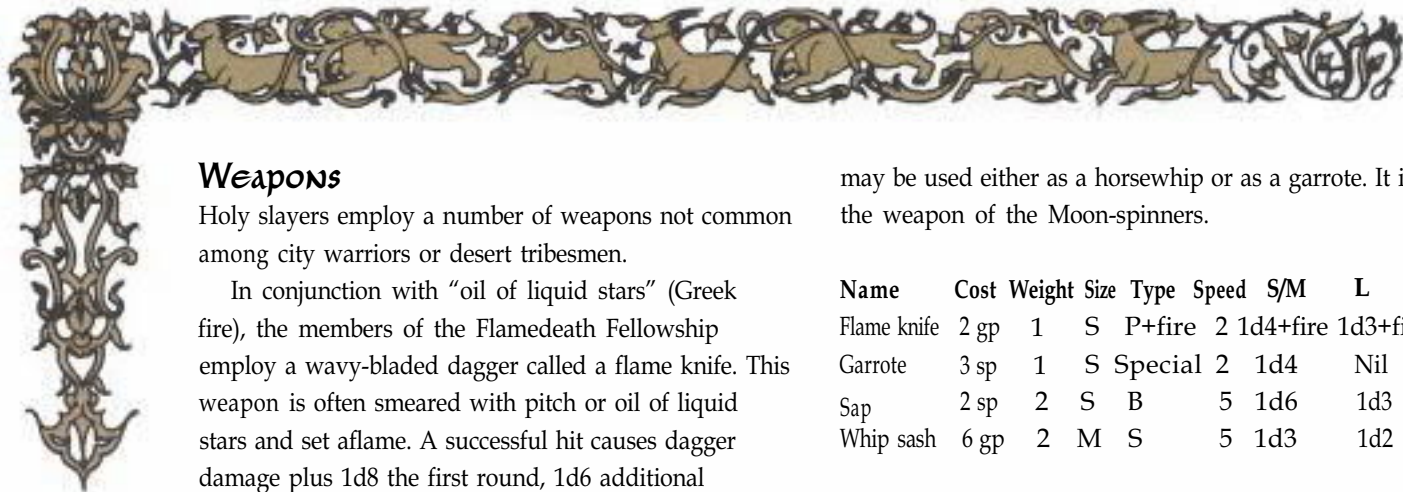 Weapons
Holy slayers employ a number of weapons not common
among city warriors or desert tribesmen.
In conjunction with “oil of liquid stars” (Greek
fire), the members of the Flamedeath Fellowship
employ a wavy-bladed dagger called a flame knife. This
weapon is often smeared with pitch or oil of liquid
stars and set aflame. A successful hit causes dagger
damage plus 1d8 the first round, 1d6 additional
may be used either as a horsewhip or as a garrote. It i
the weapon of the Moon-spinners.
Name Cost Weight Size Type Speed S/M L
Flame knife 2 gp 1 S P+fire 2 1d4+fire 1d3+fi
Garrote 3 sp 1 S Special 2 1d4 Nil
Sap 2 sp 2 S B 5 1d6 1d3
Whip sash 6 gp 2 M S 5 1d3 1d2